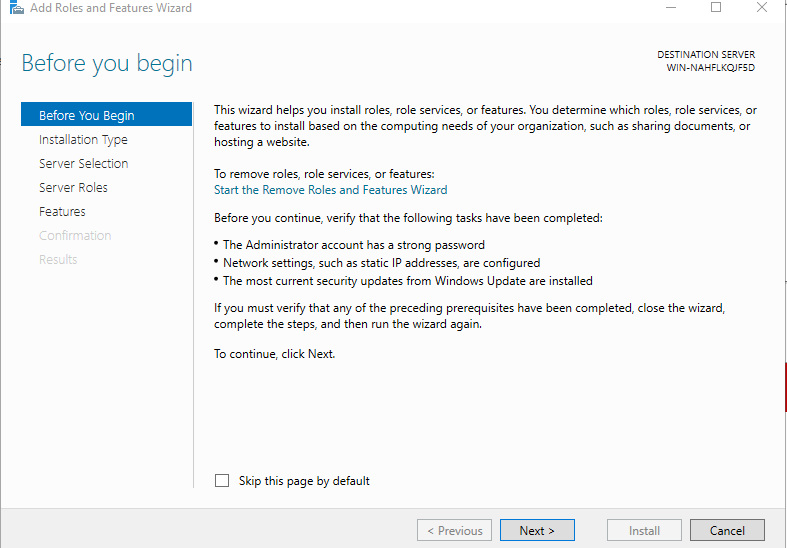 Add Roles and Features Wizard
Before you begin
DESTINATION SERVER
WIN-NAHFLKQJF5D
Before You Begin
Installation Type
Server Selection
Server Roles
Features
Confirmation
Results
This wizard helps you install roles, role services, or features. You determine which roles, role services, or
features to install based on the computing needs of your organization, such as sharing documents, or
hosting a website.
To remove roles, role services, or features:
Start the Remove Roles and Features Wizard
Before you continue, verify that the following tasks have been completed:
• The Administrator account has a strong password
• Network settings, such as static IP addresses, are configured
• The most current security updates from Windows Update are installed
If you must verify that any of the preceding prerequisites have been completed, close the wizard,
complete the steps, and then run the wizard again.
To continue, click Next.
Skip this page by default
< Previous
Next >
Install
Cancel